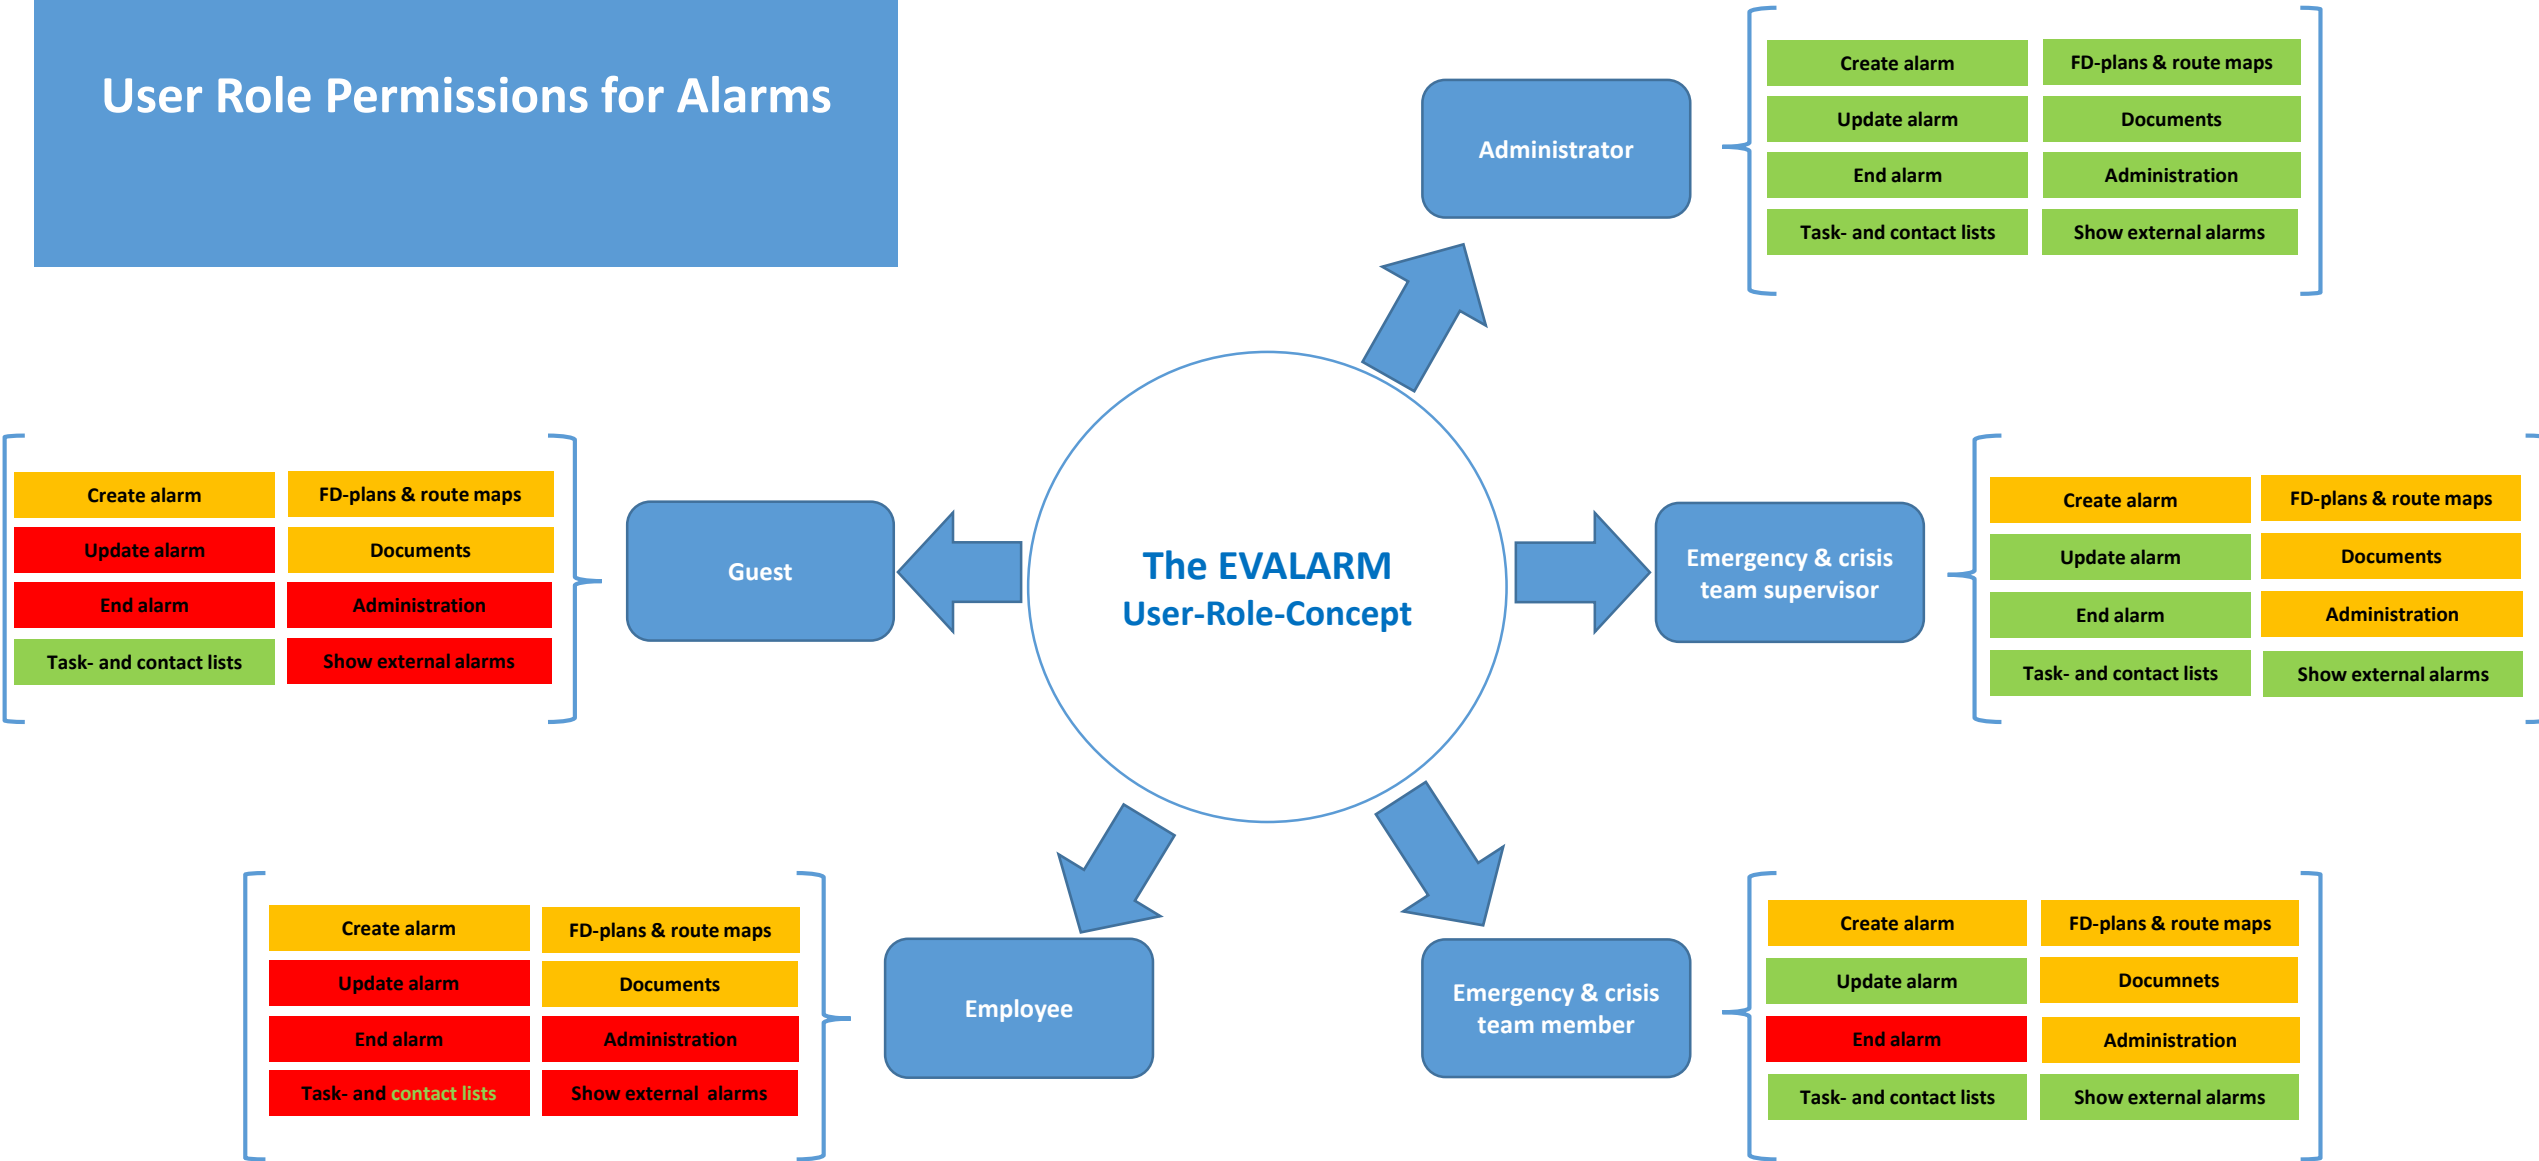 User Role Permissions for Alarms
Administrator
Create alarm
FD-plans & route maps
Update alarm
Documents
End alarm
Administration
Task- and contact lists
Show external alarms
Create alarm
FD-plans & route maps
Update alarm
Documents
End alarm
Administration
Task- and contact lists
Show external alarms
Guest
The EVALARM
User-Role-Concept
Emergency & crisis
team supervisor
Create alarm
FD-plans & route maps
Update alarm
Documents
End alarm
Administration
Task- and contact lists
Show external alarms
Create alarm
FD-plans & route maps
Update alarm
Documents
End alarm
Administration
Task- and contact lists
Show external alarms
Employee
Emergency & crisis
team member
Create alarm
FD-plans & route maps
Update alarm
Documnets
End alarm
Administration
Task- and contact lists
Show external alarms